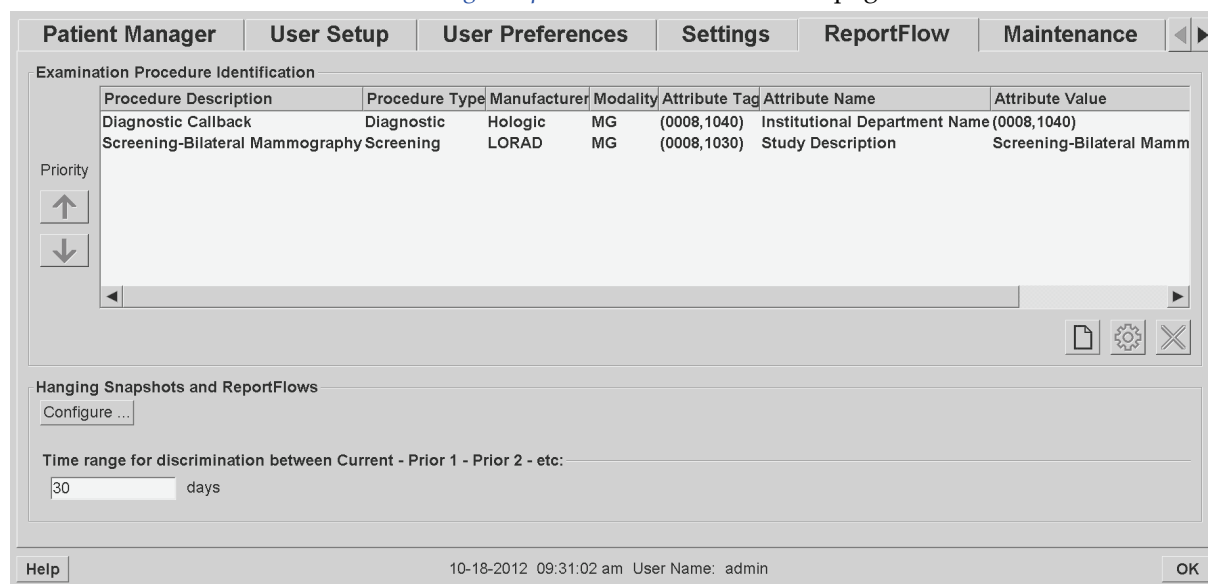 Patient Manager User Setup User Preferences Settings ReportFlow Maintenance
Examination Procedure Identification
Procedure Description Procedure Type Manufacturer Modality Attribute Tag Attribute Name Attribute Value
Diagnostic Callback Diagnostic Hologic MG (0008,1040) Institutional Department Name (0008,1040)
Screening-Bilateral Mammography Screening LORAD MG (0008,1030) Study Description Screening-Bilateral Mamm
Priority
Hanging Snapshots and ReportFlows
Configure ...
Time range for discrimination between Current - Prior 1 - Prior 2 - etc:
30 days
Help 10-18-2012 09:31:02 am User Name: admin OK